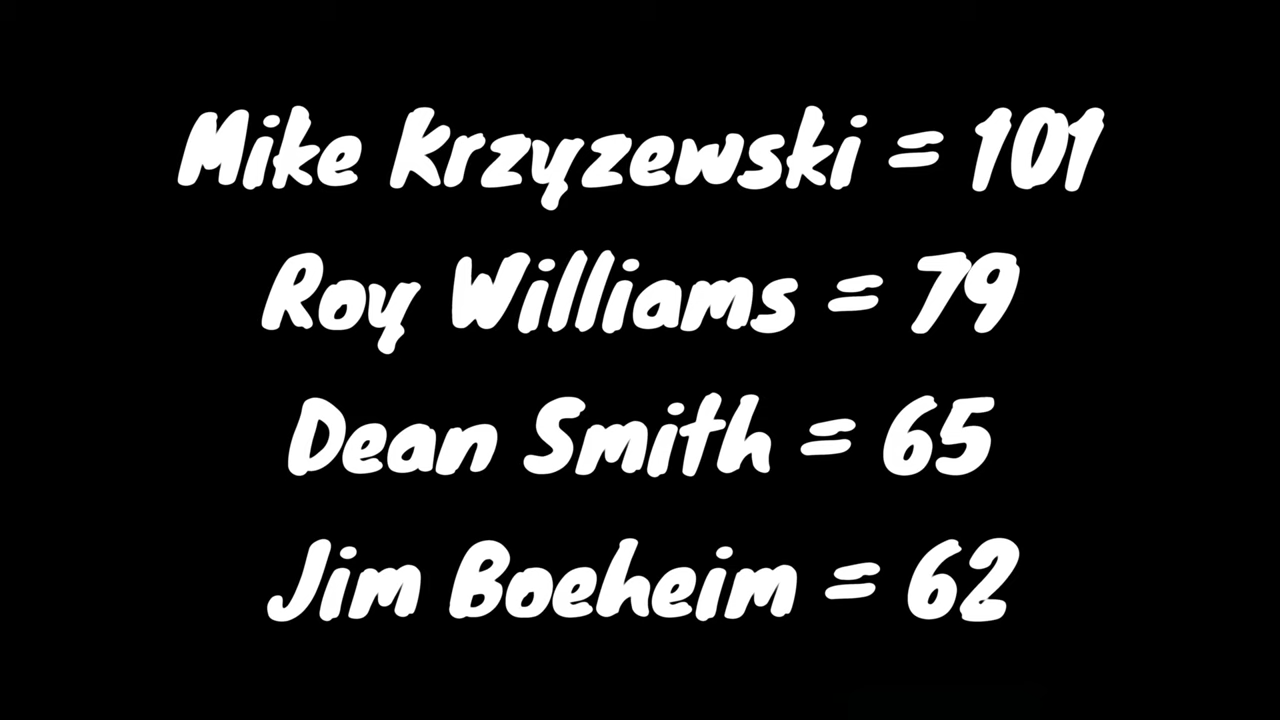 Mike Krzyzewski = 101
Roy Williams = 79
Dean Smith = 65
Jim Boeheim = 62